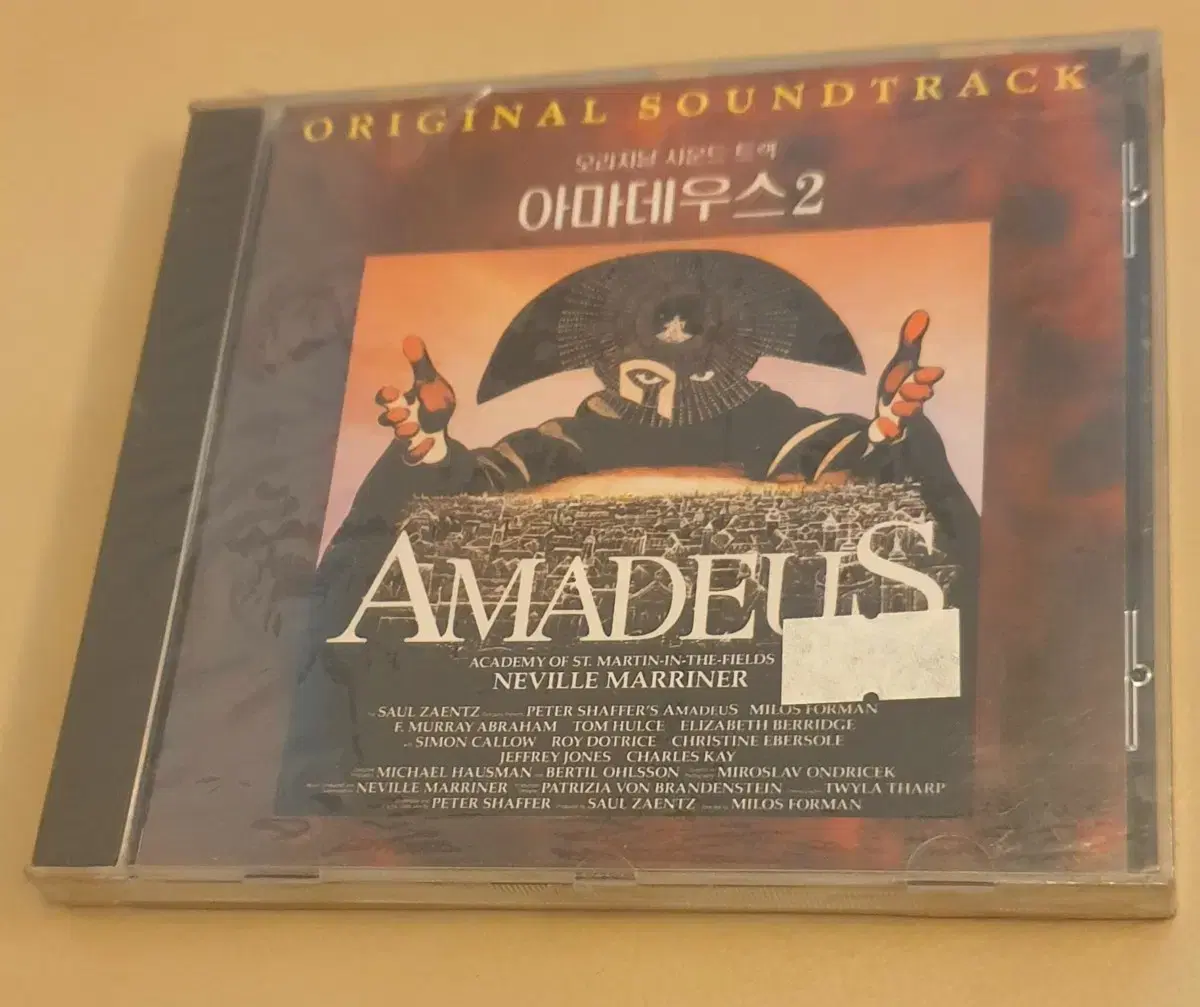 ORIGINAL SOUNDTRACK
오리지널 사운드 트랙
아마데우스2
AMADEUS
ACADEMY OF ST. MARTIN-IN-THE-FIELDS
NEVILLE MARRINER
SAUL ZAENTZ PETER SHAFFER'S AMADEUS MILOS FORMAN
F. MURRAY ABRAHAM TOM HULCE ELIZABETH BERRIDGE
SIMON CALLOW ROY DOTRICE CHRISTINE EBERSOLE
JEFFREY JONES CHARLES KAY
MICHAEL HAUSMAN BERTIL OHLSSON MIROSLAV ONDRICEK
NEVILLE MARRINER PATRIZIA VON BRANDENSTEIN TWYLA THARP
PETER SHAFFER SAUL ZAENTZ MILOS FORMAN